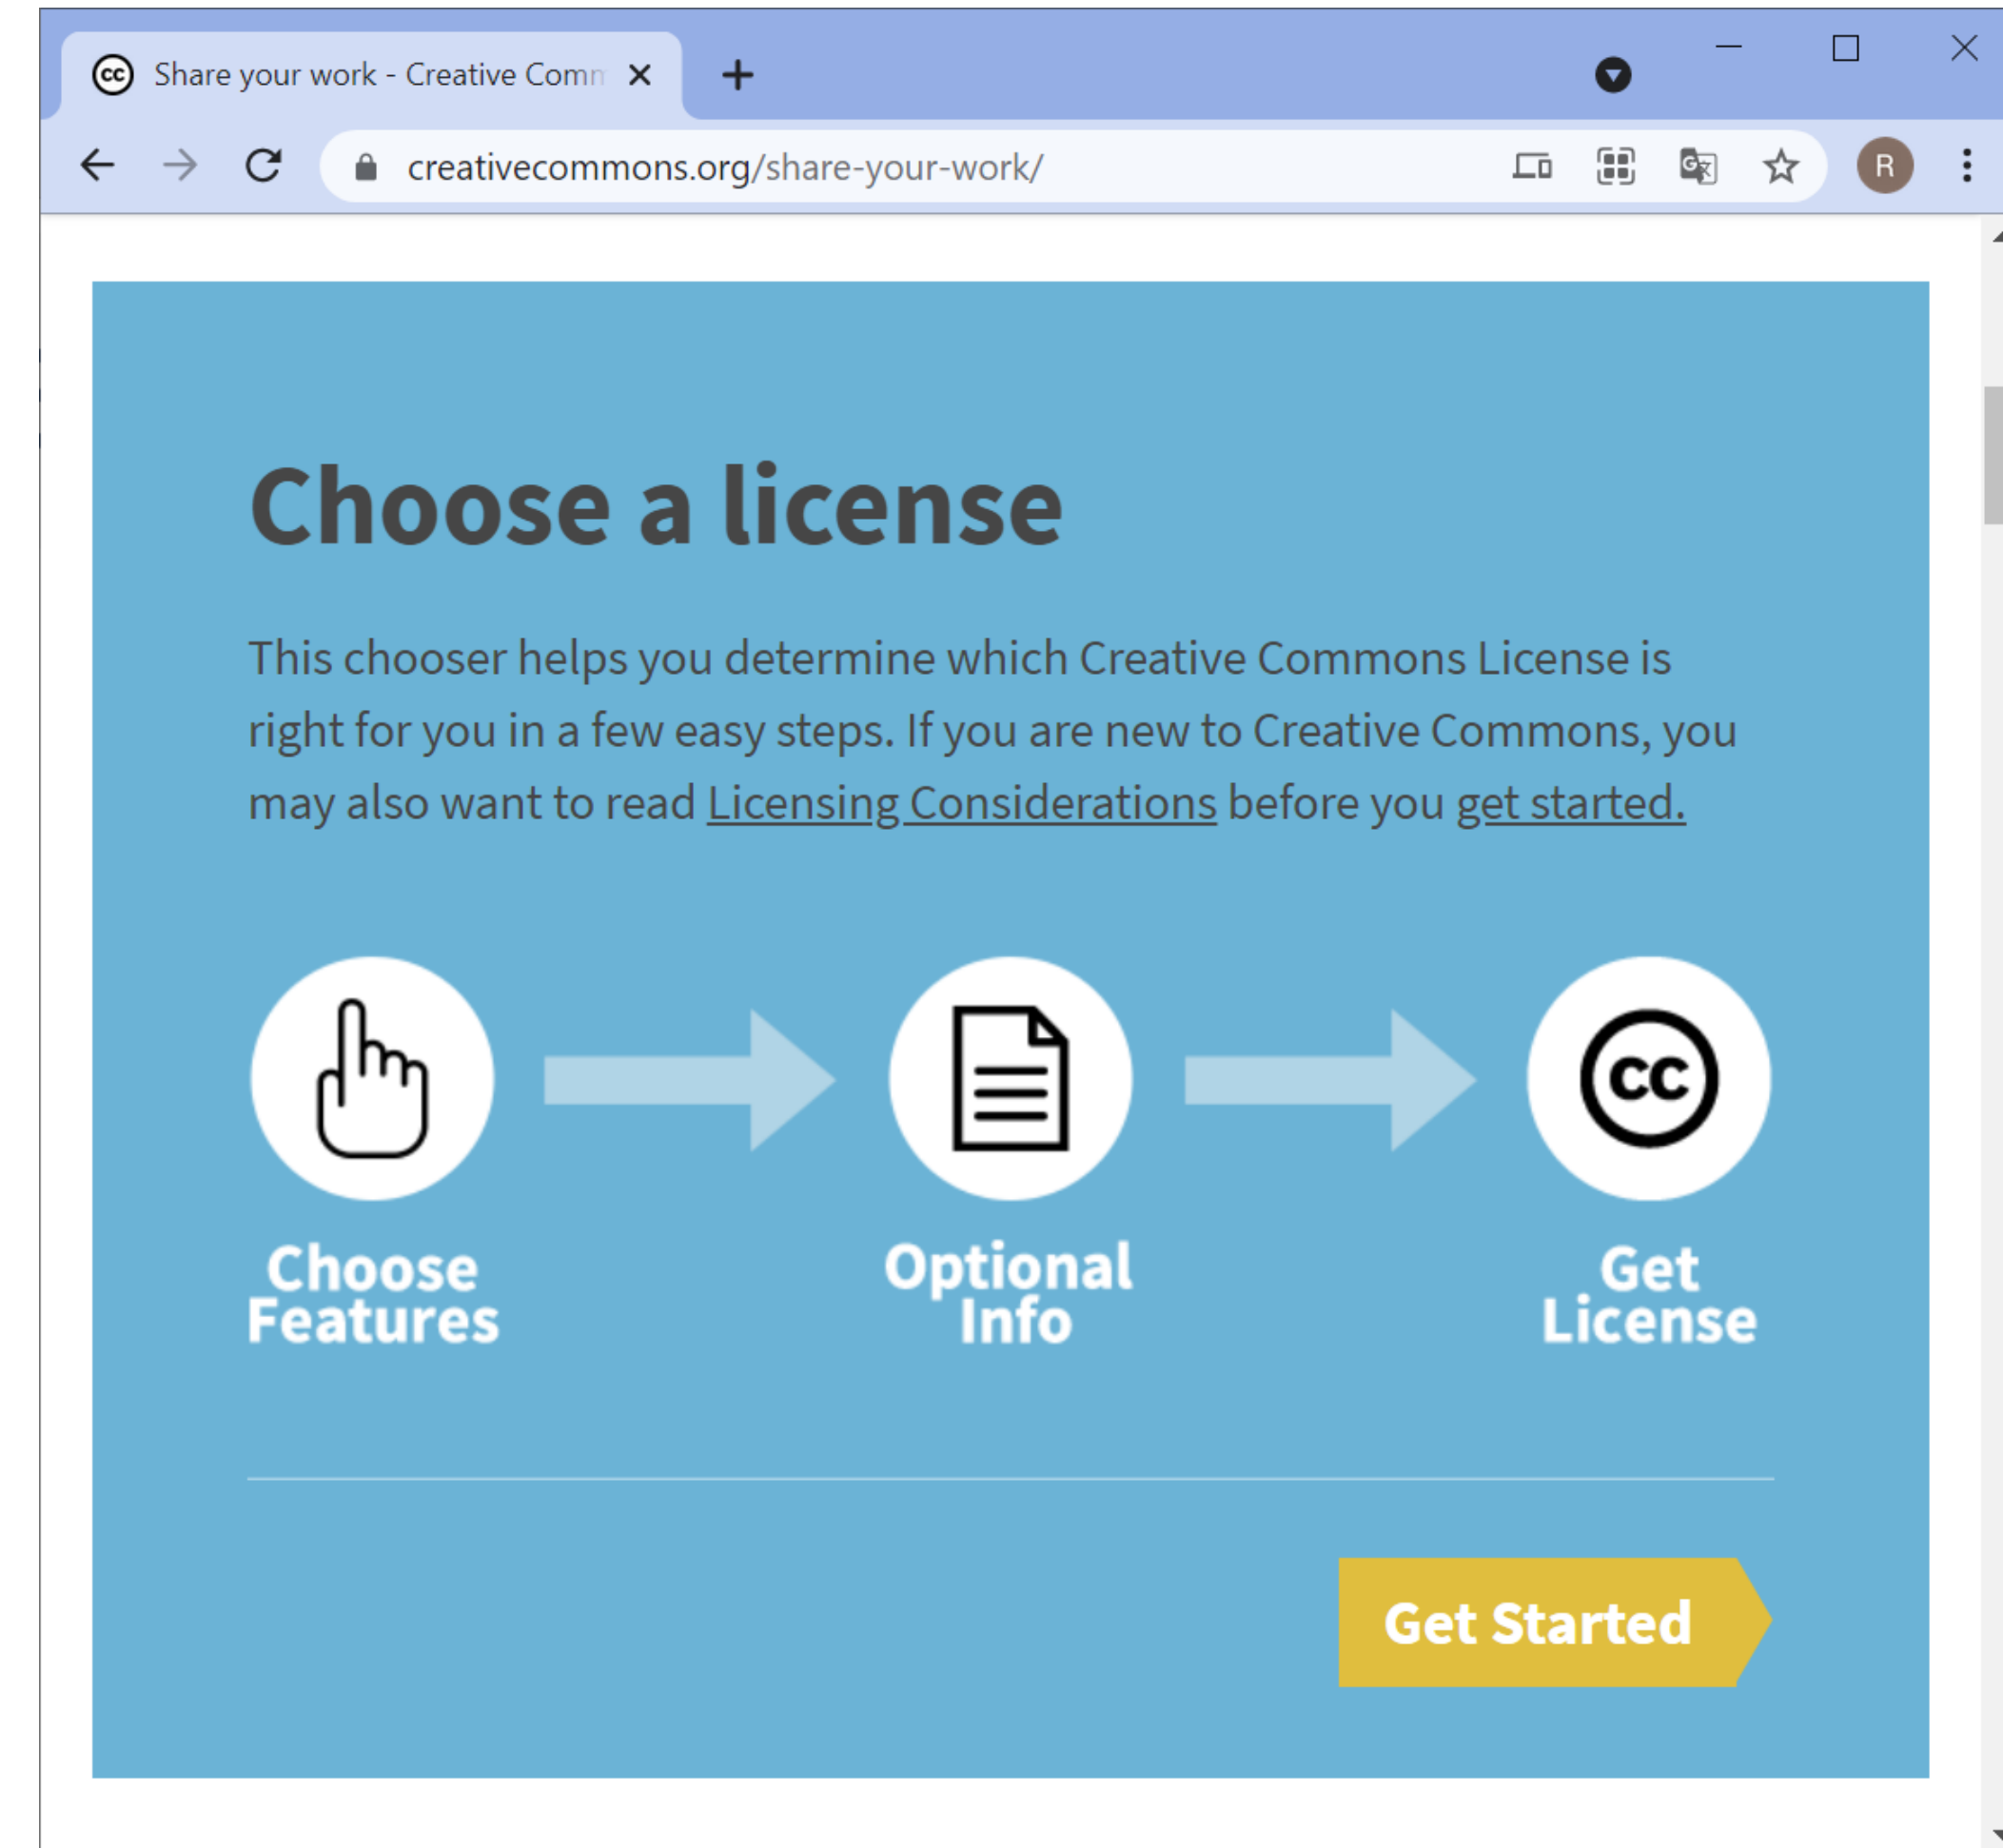 Share your work - Creative Comm
creativecommons.org/share-your-work/
R
Choose a license
This chooser helps you determine which Creative Commons License is
right for you in a few easy steps. If you are new to Creative Commons, you
may also want to read Licensing Considerations before you get started.
cc
Choose
Features
Optional
Info
Get
License
Get Started